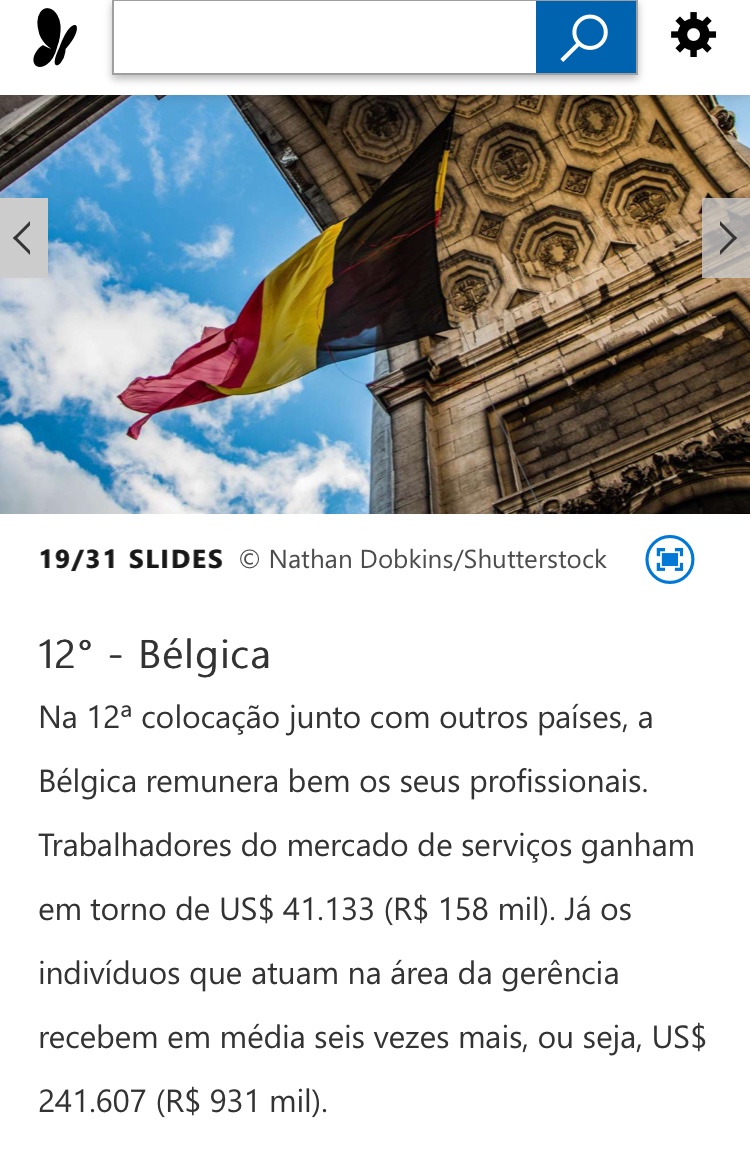 19/31 SLIDES © Nathan Dobkins/Shutterstock
12° - Bélgica
Na 12ª colocação junto com outros países, a
Bélgica remunera bem os seus profissionais.
Trabalhadores do mercado de serviços ganham
em torno de US$ 41.133 (R$ 158 mil). Já os
indivíduos que atuam na área da gerência
recebem em média seis vezes mais, ou seja, US$
241.607 (R$ 931 mil).